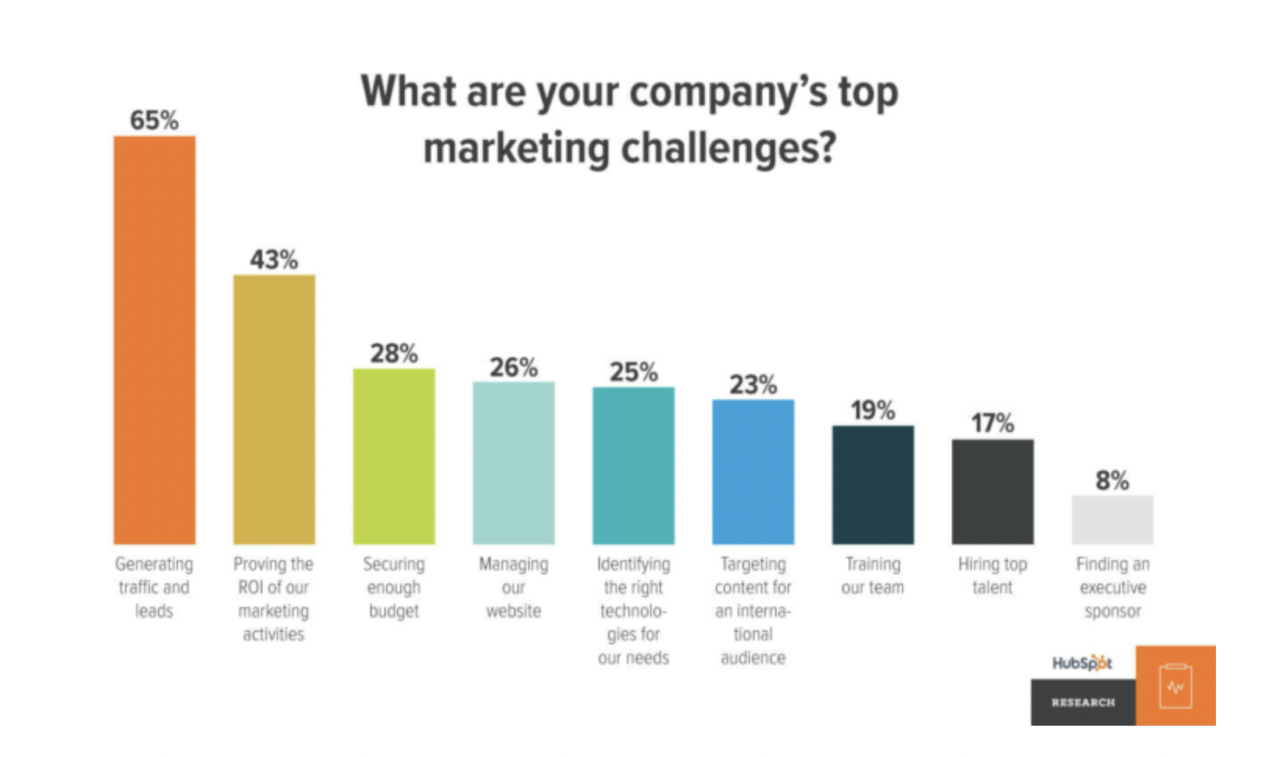 What are your company's top
marketing challenges?
65%
43%
28%
26%
25%
23%
19%
17%
8%
Generating
traffic and
leads
Proving the
ROI of our
marketing
activities
Securing
enough
budget
Managing
our
website
Identifying
the right
technolo-
gies for
our needs
Targeting
content for
an interna-
tional
audience
Training
our team
Hiring top
talent
Finding an
executive
sponsor
HubSpot
RESEARCH